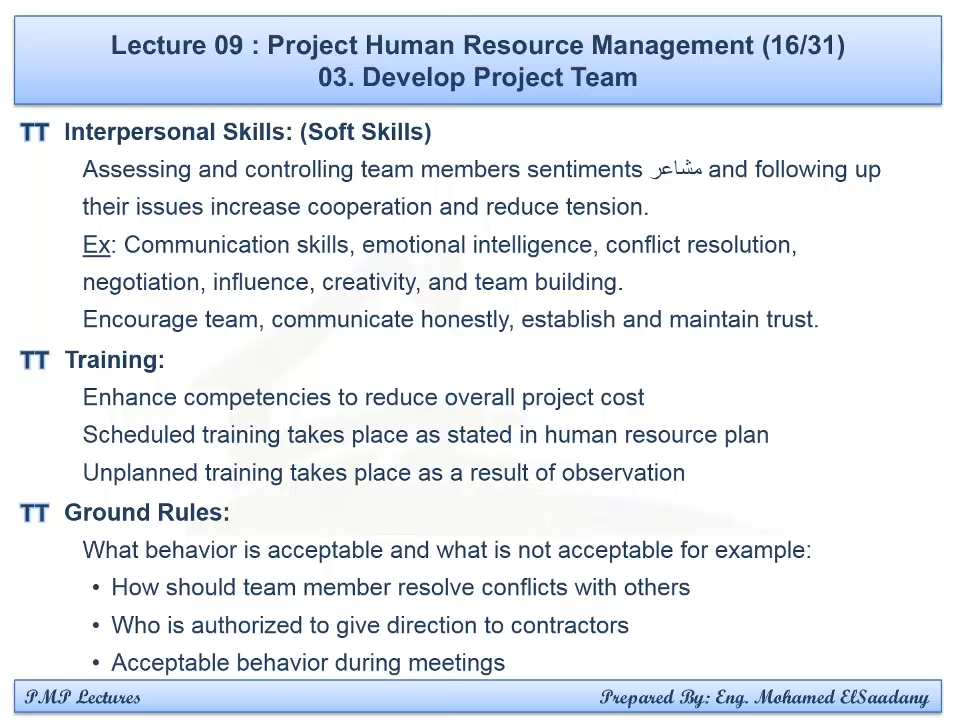 Lecture 09 : Project Human Resource Management (16/31)
03. Develop Project Team
TT Interpersonal Skills: (Soft Skills)
Assessing and controlling team members sentiments مشاعر and following up
their issues increase cooperation and reduce tension.
Ex: Communication skills, emotional intelligence, conflict resolution,
negotiation, influence, creativity, and team building.
Encourage team, communicate honestly, establish and maintain trust.
TT Training:
Enhance competencies to reduce overall project cost
Scheduled training takes place as stated in human resource plan
Unplanned training takes place as a result of observation
TT Ground Rules:
What behavior is acceptable and what is not acceptable for example:
• How should team member resolve conflicts with others
• Who is authorized to give direction to contractors
• Acceptable behavior during meetings
PMP Lectures Prepared By: Eng. Mohamed ElSaadany